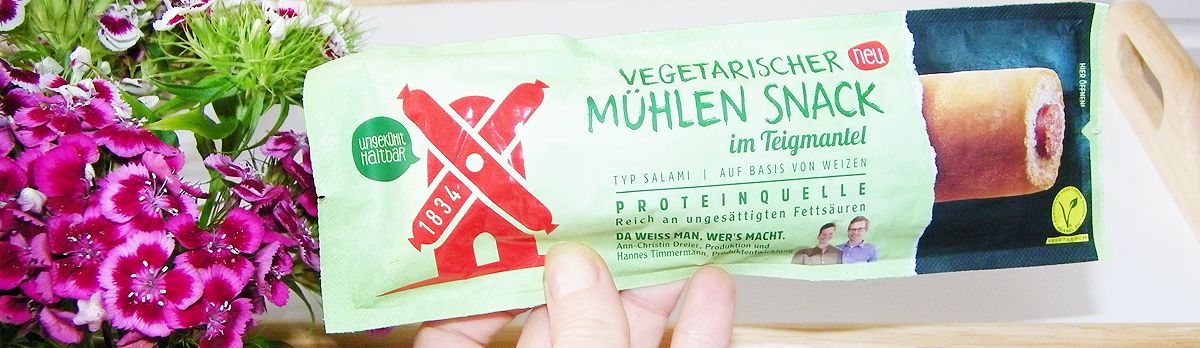 ungekühlt
Haltbar
1834
VEGETARISCHER neu
MÜHLEN SNACK
im Teigmantel
TYP SALAMI | AUF BASIS VON WEIZEN
PROTEINQUELLE
Reich an ungesättigten Fettsäuren
DA WEISS MAN, WER'S MACHT.
Ann-Christin Dreier, Produktion und
Hannes Timmermann, Produktentwicklung
HIER ÖFFNEN!
VEGETARISCH